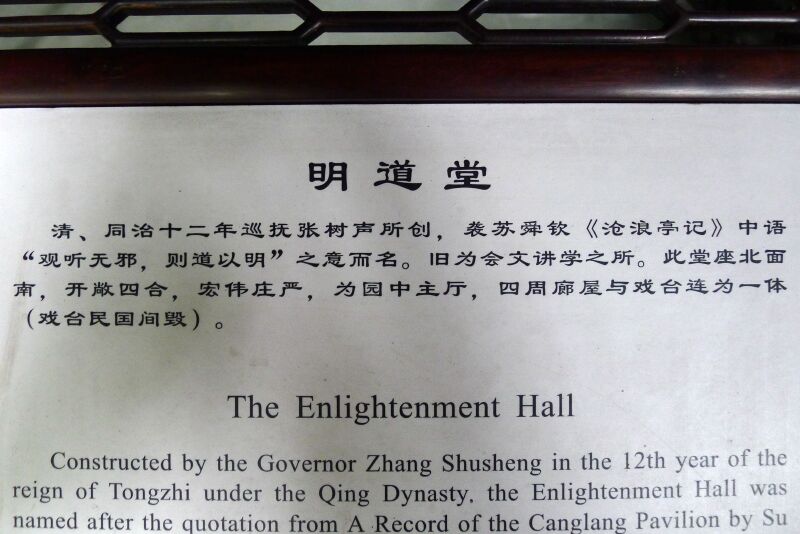 明道堂
清、同治十二年巡抚张树声所创，袭苏舜钦《沧浪亭记》中语
“观听无邪，则道以明”之意而名。旧为会文讲学之所。此堂座北面
南，开敞四合，宏伟庄严，为园中主厅，四周廊屋与戏台连为一体
（戏台民国间毁）。
The Enlightenment Hall
Constructed by the Governor Zhang Shusheng in the 12th year of the
reign of Tongzhi under the Qing Dynasty, the Enlightenment Hall was
named after the quotation from A Record of the Canglang Pavilion by Su